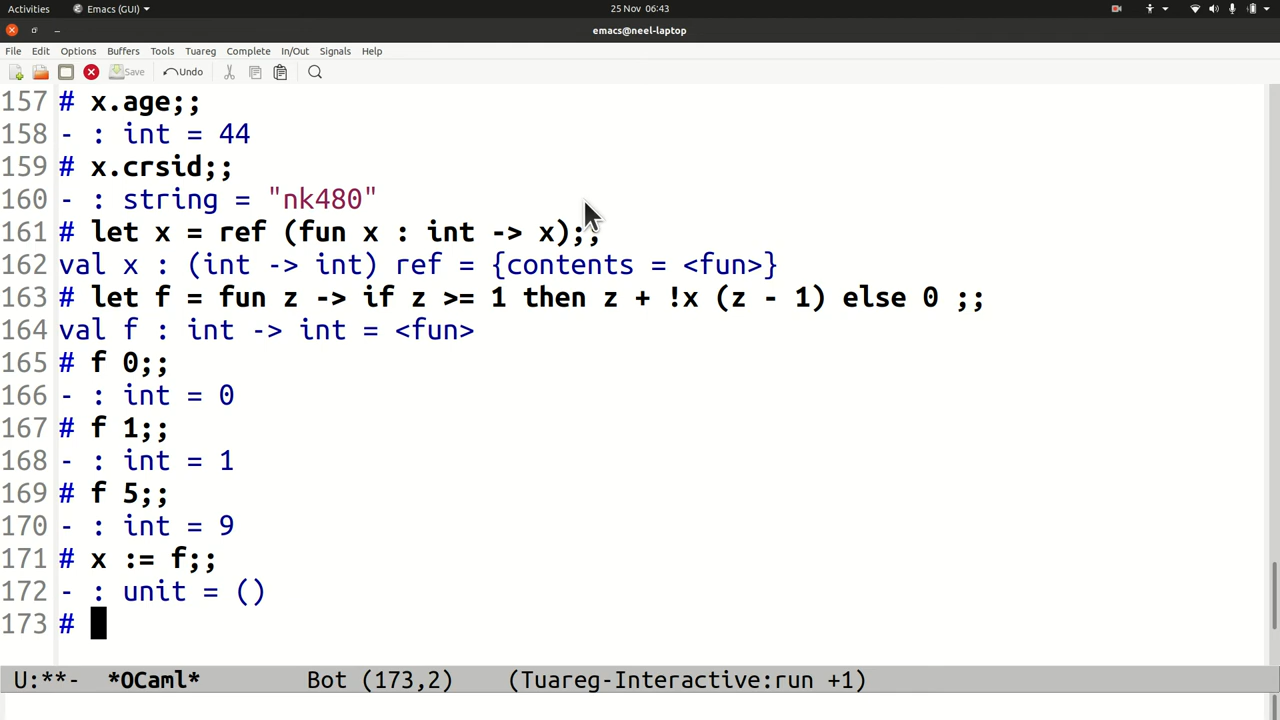 Activities Emacs (GUI) 25 Nov 06:43
emacs@neel-laptop
File Edit Options Buffers Tools Tuareg Complete In/Out Signals Help
Save Undo
157 # x.age;;
158 - : int = 44
159 # x.crsid;;
160 - : string = "nk480"
161 # let x = ref (fun x : int -> x);;
162 val x : (int -> int) ref = {contents = <fun>}
163 # let f = fun z -> if z >= 1 then z + !x (z - 1) else 0 ;;
164 val f : int -> int = <fun>
165 # f 0;;
166 - : int = 0
167 # f 1;;
168 - : int = 1
169 # f 5;;
170 - : int = 9
171 # x := f;;
172 - : unit = ()
173 #
U:**- *OCaml* Bot (173,2) (Tuareg-Interactive:run +1)